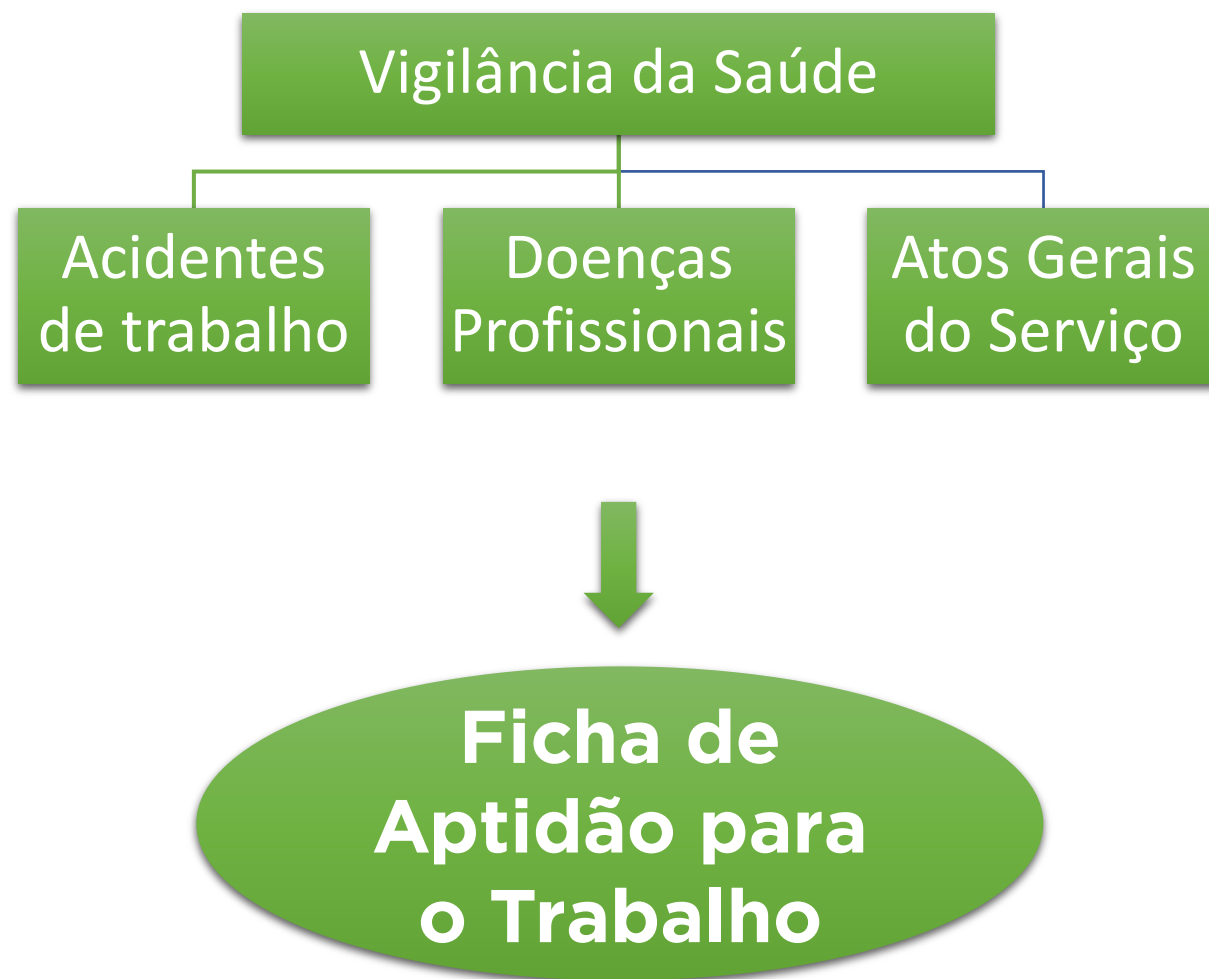 Vigilância da Saúde
Acidentes
de trabalho
Doenças
Profissionais
Atos Gerais
do Serviço
Ficha de
Aptidão para
o Trabalho